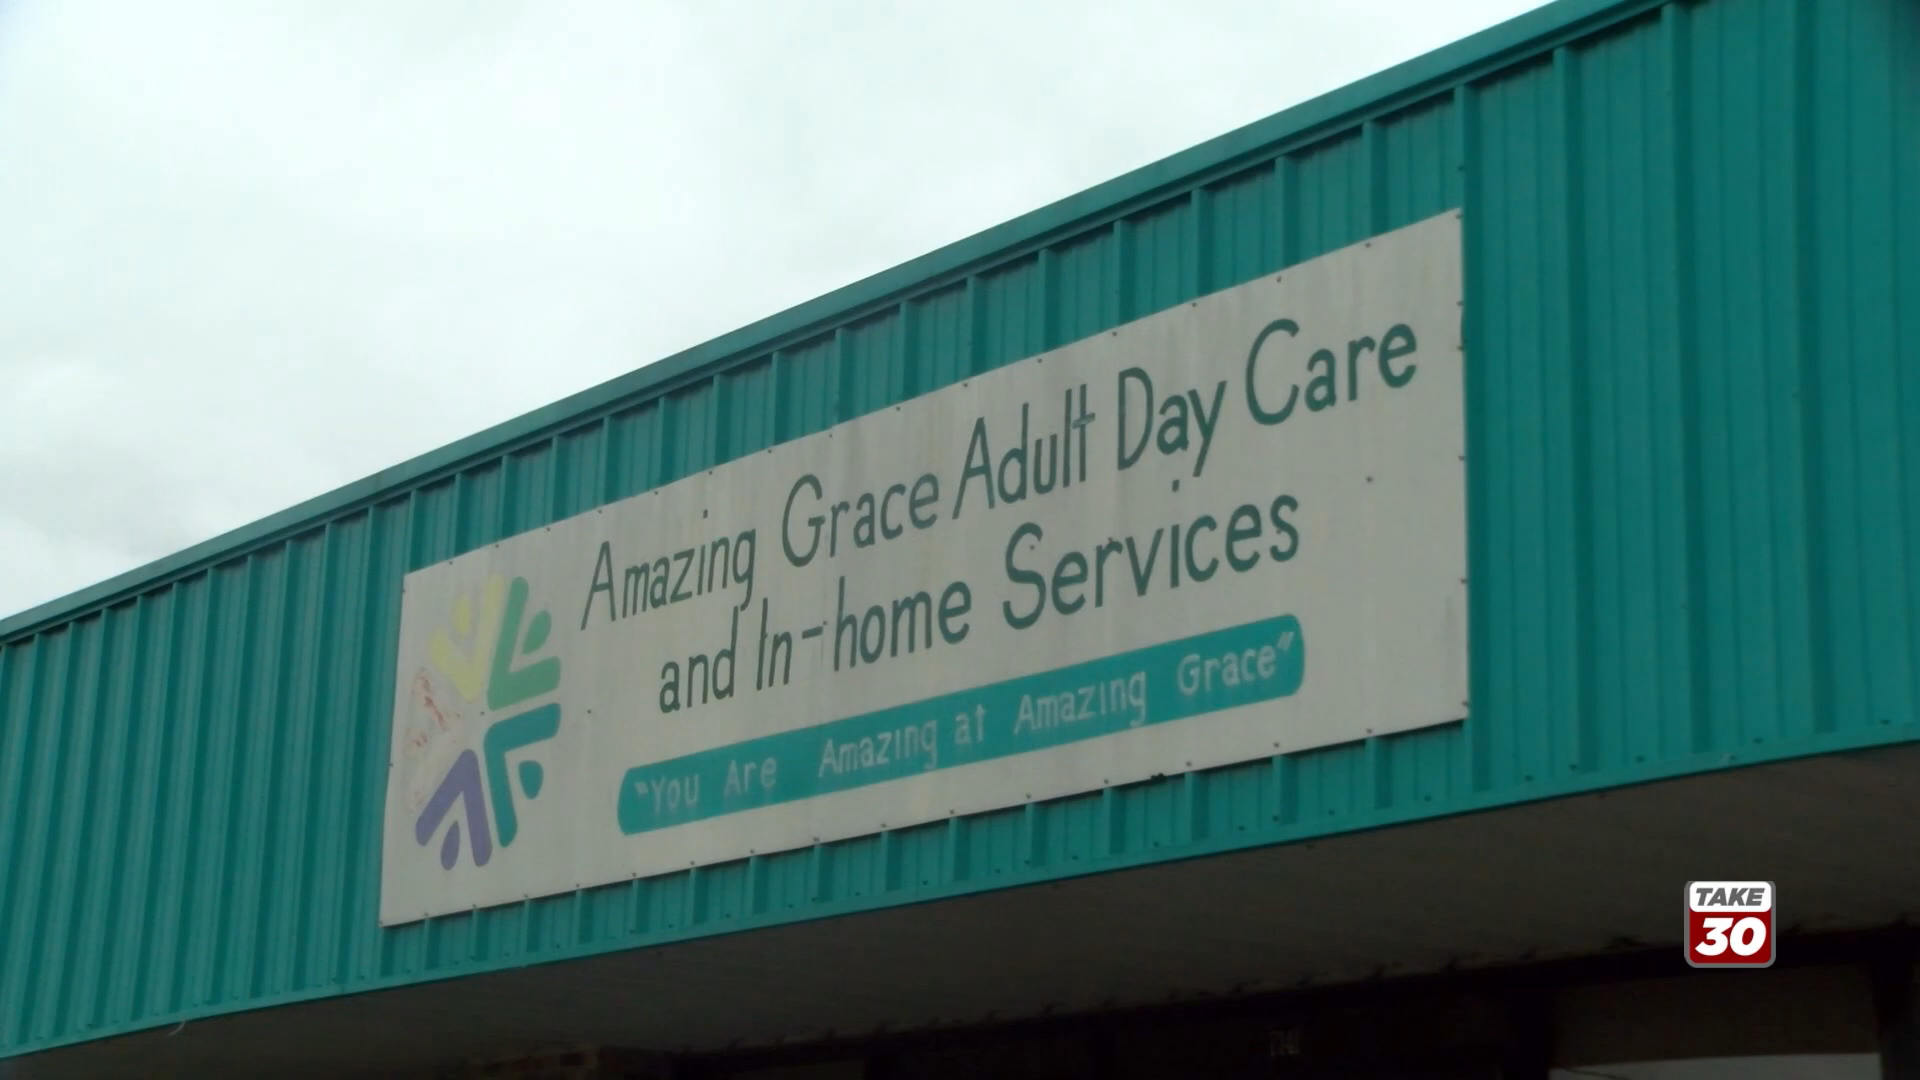 Amazing Grace Adult Day Care
and In-home Services
"You Are Amazing at Amazing Grace"
TAKE
30